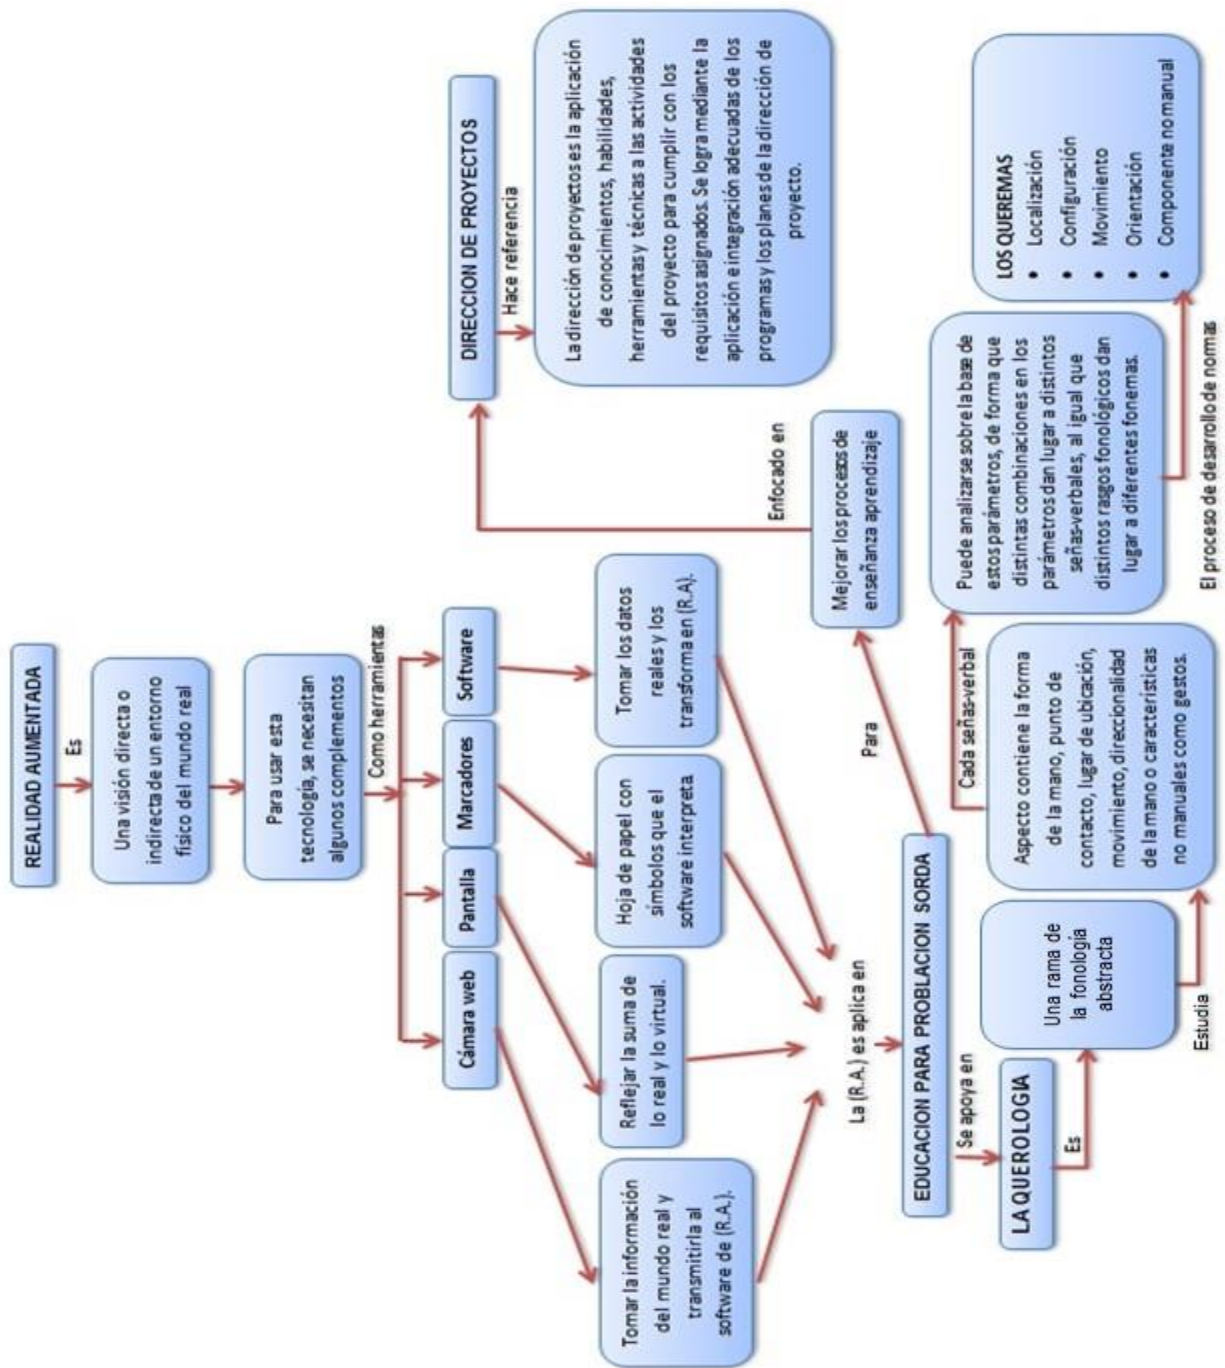 REALIDAD AUMENTADA
Es
Una visión directa o
indirecta de un entorno
físico del mundo real
Para usar esta
tecnología, se necesitan
algunos complementos
Como herramientas
Cámara web
Pantalla
Marcadores
Software
Tomar la información
del mundo real y
transmitirla al
software de (R.A.).
Reflejar la suma de
lo real y lo virtual.
Hoja de papel con
símbolos que el
software interpreta
Tomar los datos
reales y los
transforma en (R.A).
La (R.A.) es aplica en
EDUCACION PARA PROBLACION SORDA
Se apoya en
LA QUEROLOGIA
Es
Una rama de
la fonología
abstracta
Estudia
Aspecto contiene la forma
de la mano, punto de
contacto, lugar de ubicación,
movimiento, direccionalidad
de la mano o características
no manuales como gestos.
Cada señas-verbal
Puede analizarse sobre la base de
estos parámetros, de forma que
distintas combinaciones en los
parámetros dan lugar a distintos
señas-verbales, al igual que
distintos rasgos fonológicos dan
lugar a diferentes fonemas.
El proceso de desarrollo de normas
LOS QUEREMAS
• Localización
• Configuración
• Movimiento
• Orientación
• Componente no manual
Para
Mejorar los procesos de
enseñanza aprendizaje
Enfocado en
DIRECCION DE PROYECTOS
Hace referencia
La dirección de proyectos es la aplicación
de conocimientos, habilidades,
herramientas y técnicas a las actividades
del proyecto para cumplir con los
requisitos asignados. Se logra mediante la
aplicación e integración adecuadas de los
programas y los planes de la dirección de
proyecto.